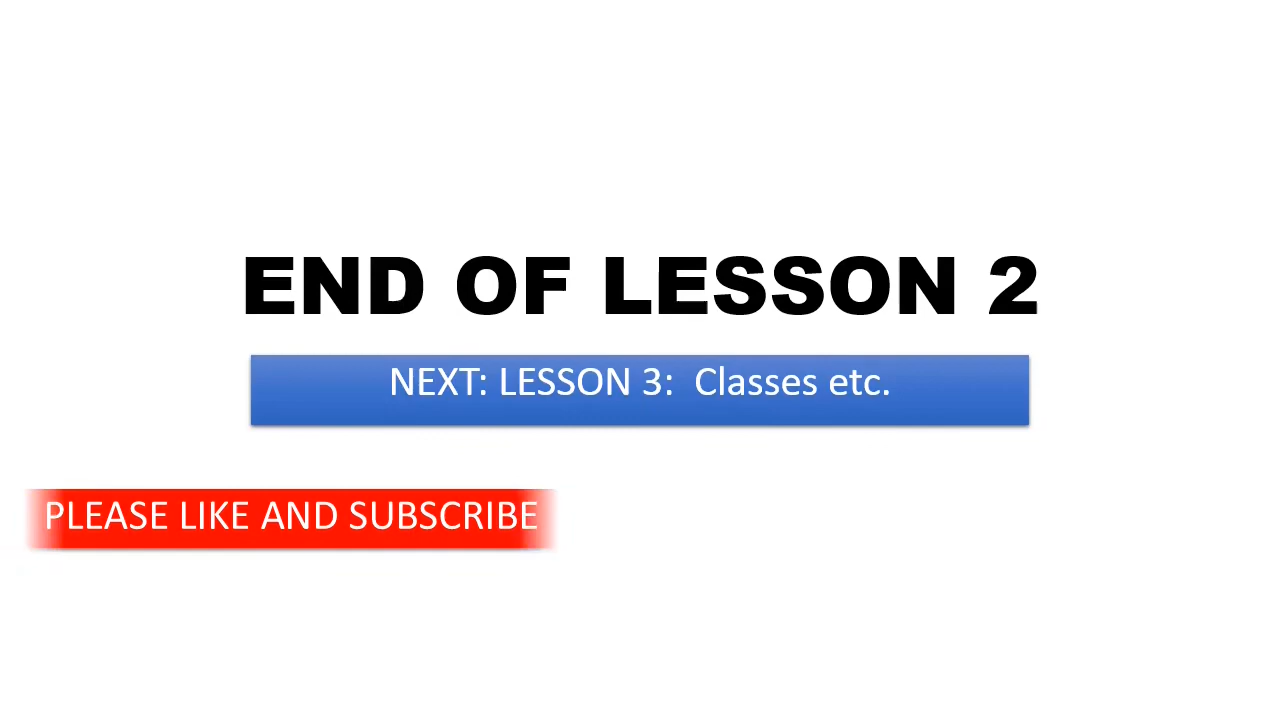 END OF LESSON 2
NEXT: LESSON 3:  Classes etc.
PLEASE LIKE AND SUBSCRIBE